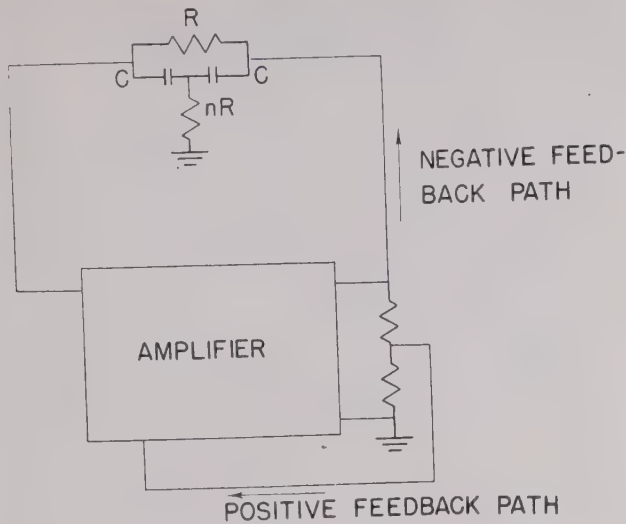 R
C
C
nR
NEGATIVE FEED-
BACK PATH
AMPLIFIER
POSITIVE FEEDBACK PATH